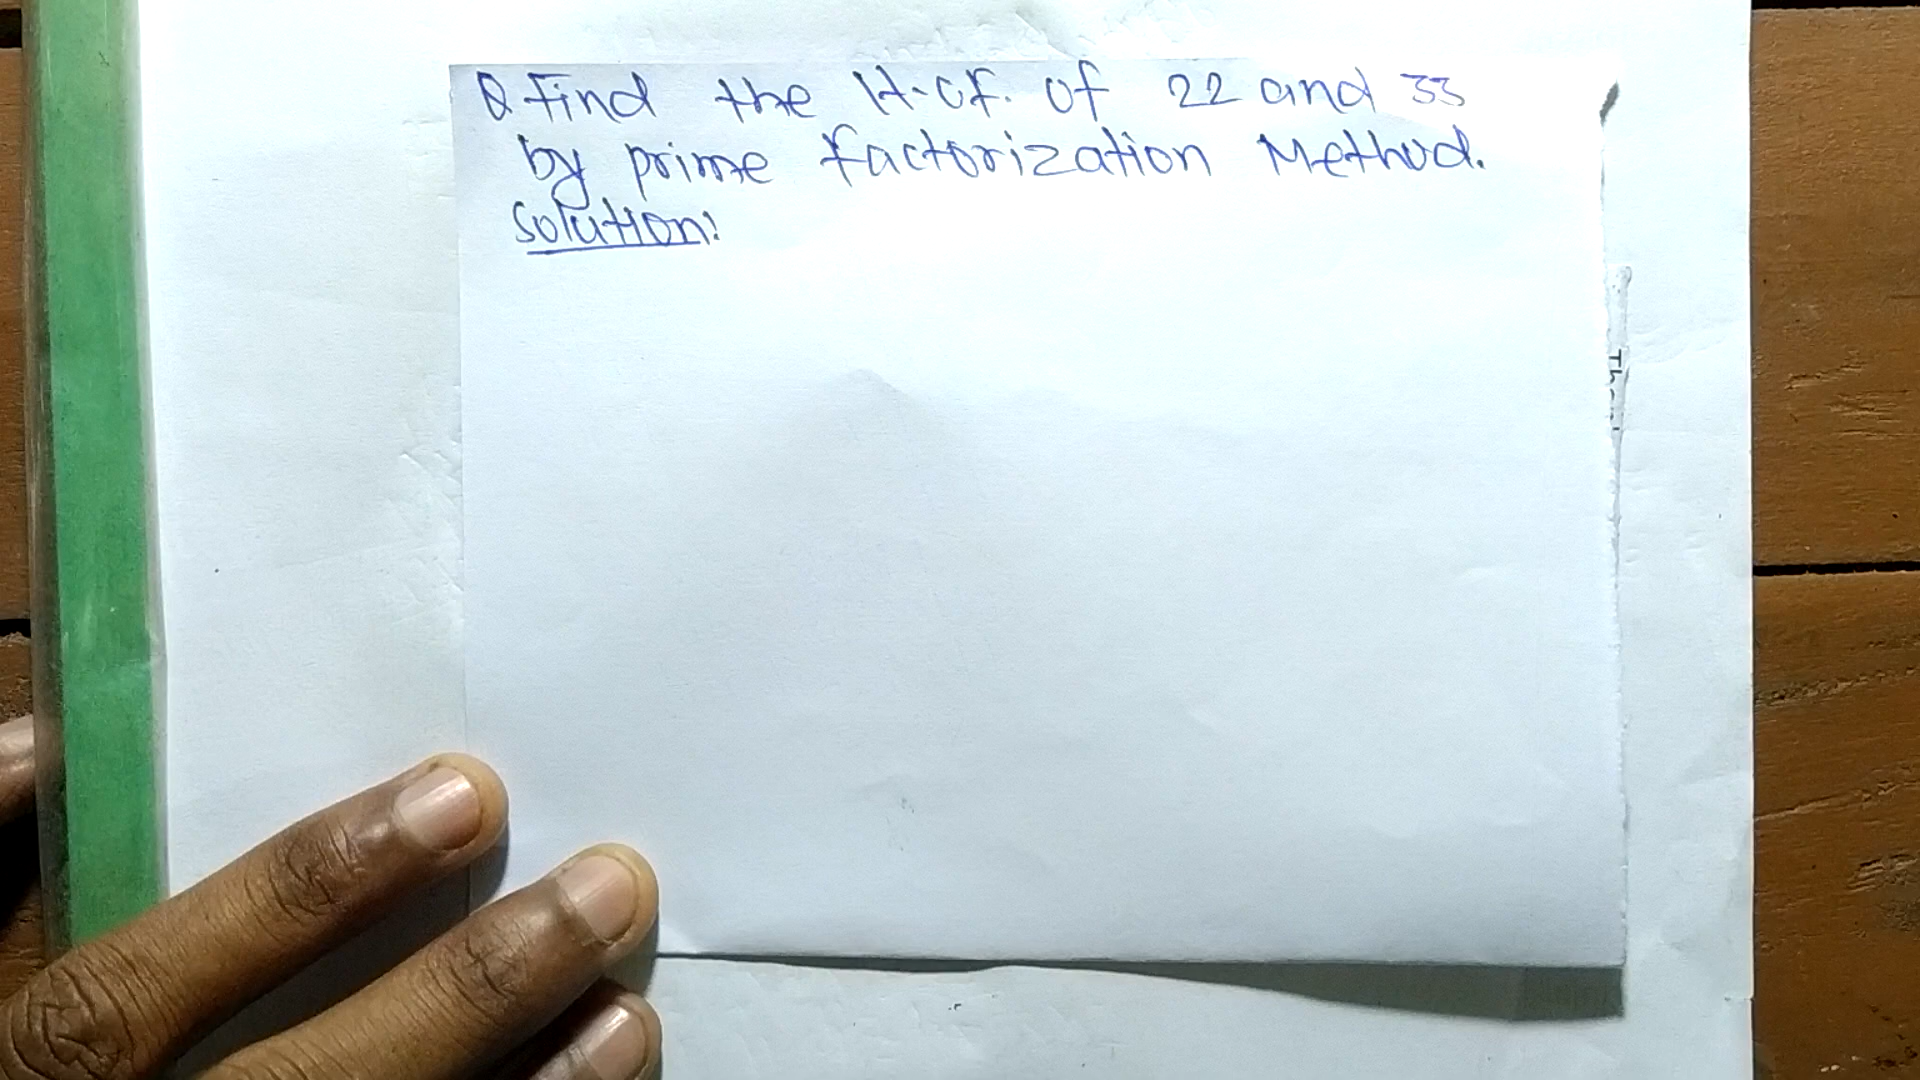 Q. Find the H.C.F. of 22 and 33
by prime factorization Method.
Solution: